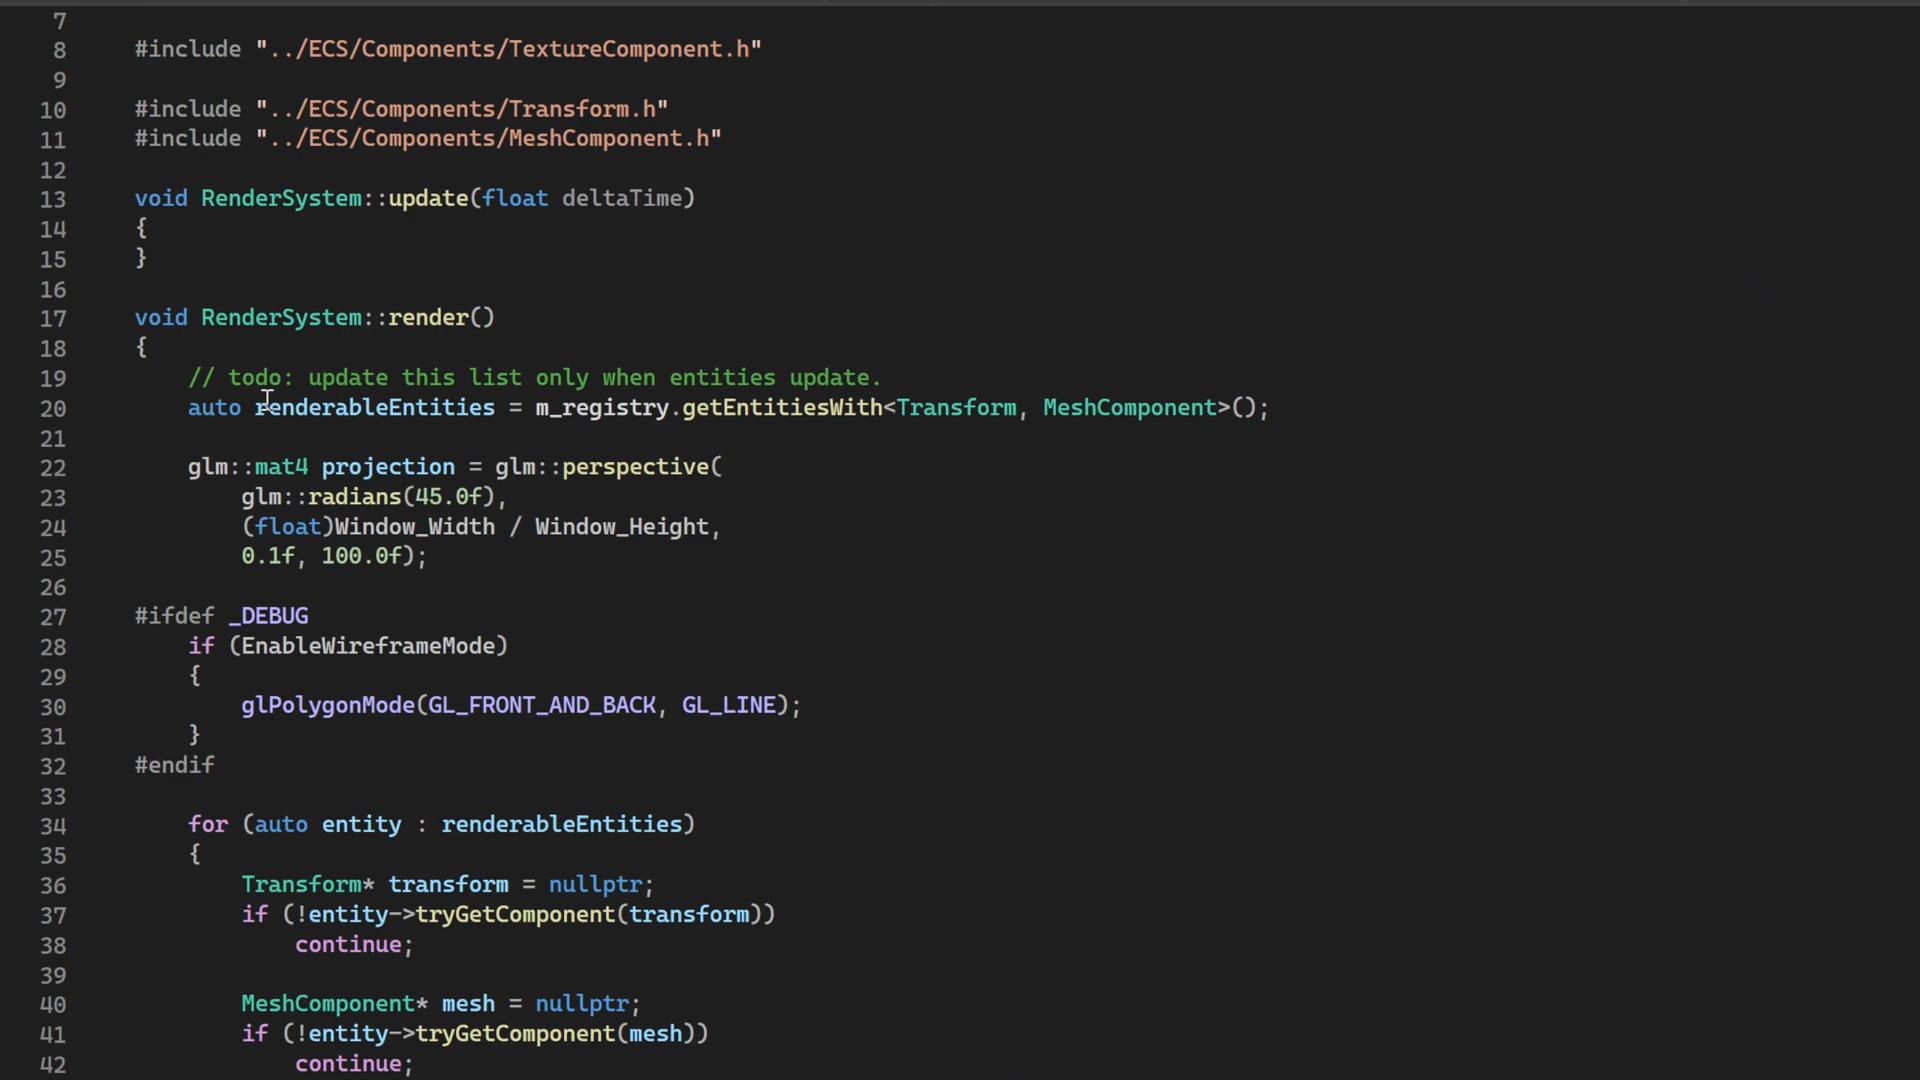 7
8 #include "../ECS/Components/TextureComponent.h"
9
10 #include "../ECS/Components/Transform.h"
11 #include "../ECS/Components/MeshComponent.h"
12
13 void RenderSystem::update(float deltaTime)
14 {
15 }
16
17 void RenderSystem::render()
18 {
19 // todo: update this list only when entities update.
20 auto renderableEntities = m_registry.getEntitiesWith<Transform, MeshComponent>();
21
22 glm::mat4 projection = glm::perspective(
23 glm::radians(45.0f),
24 (float)Window_Width / Window_Height,
25 0.1f, 100.0f);
26
27 #ifdef _DEBUG
28 if (EnableWireframeMode)
29 {
30 glPolygonMode(GL_FRONT_AND_BACK, GL_LINE);
31 }
32 #endif
33
34 for (auto entity : renderableEntities)
35 {
36 Transform* transform = nullptr;
37 if (!entity->tryGetComponent(transform))
38 continue;
39
40 MeshComponent* mesh = nullptr;
41 if (!entity->tryGetComponent(mesh))
42 continue;